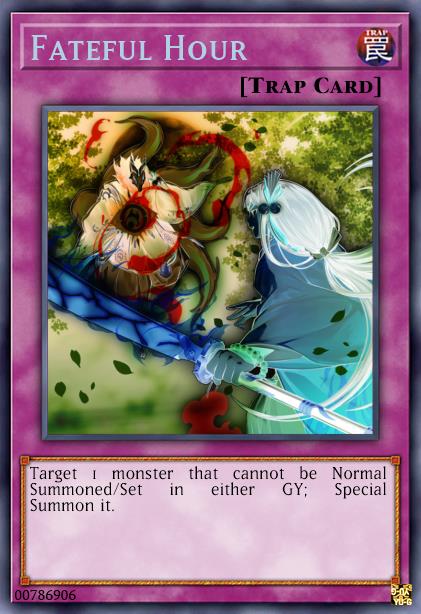 Fateful Hour
TRAP
罠
[Trap Card]
Target 1 monster that cannot be Normal
Summoned/Set in either GY; Special
Summon it.
00786906